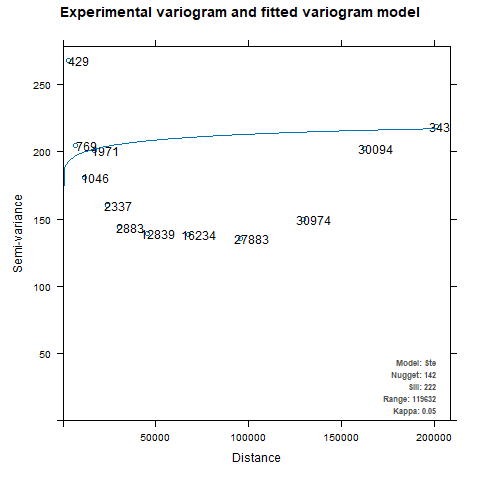 Experimental variogram and fitted variogram model
Semi-variance
250
200
150
100
50
429
769
1971
1046
2337
2883
12839
16234
27883
30974
30094
343
Model: Ste
Nugget: 142
Sill: 222
Range: 119632
Kappa: 0.05
50000
100000
150000
200000
Distance